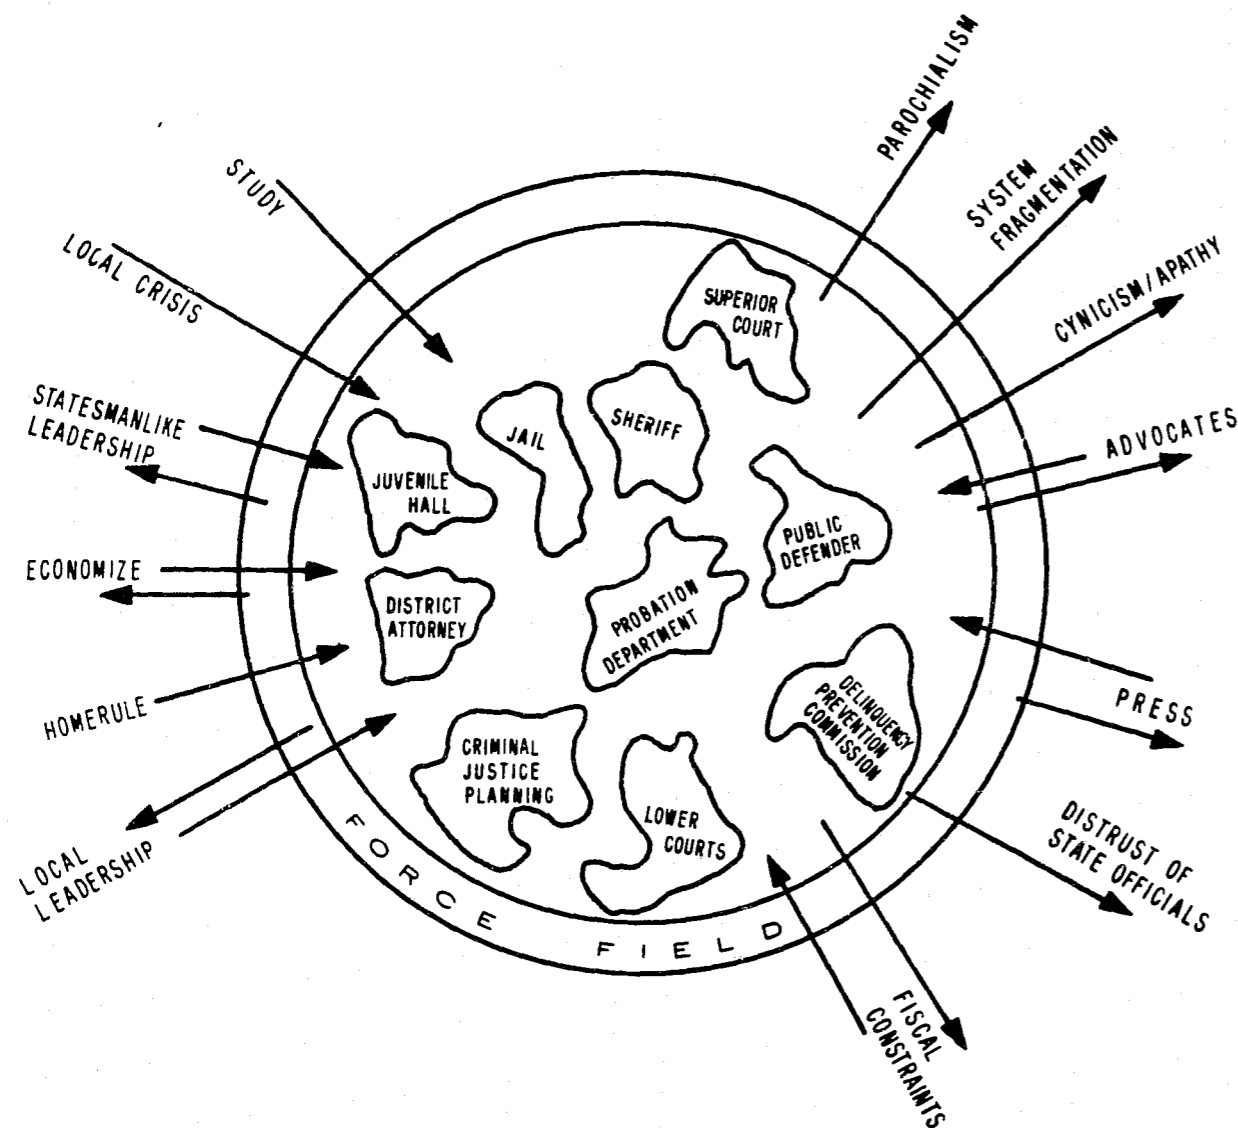 PAROCHIALISM
SYSTEM
FRAGMENTATION
CYNICISM/APATHY
ADVOCATES
PRESS
DISTRUST OF
STATE OFFICIALS
FISCAL
CONSTRAINTS
STUDY
LOCAL CRISIS
STATESMANLIKE
LEADERSHIP
ECONOMIZE
HOMERULE
LOCAL
LEADERSHIP
SUPERIOR
COURT
SHERIFF
JAIL
JUVENILE
HALL
PUBLIC
DEFENDER
DISTRICT
ATTORNEY
PROBATION
DEPARTMENT
DELINQUENCY
PREVENTION
COMMISSION
CRIMINAL
JUSTICE
PLANNING
LOWER
COURTS
FORCE FIELD